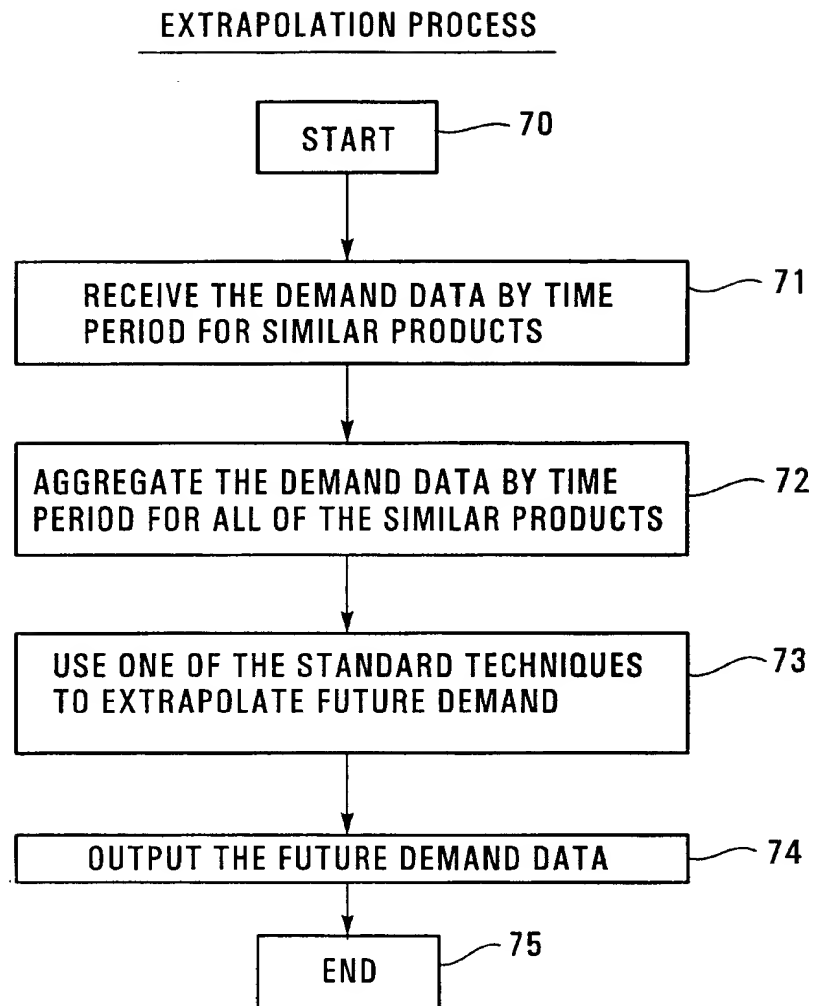 EXTRAPOLATION PROCESS
START
70
RECEIVE THE DEMAND DATA BY TIME
PERIOD FOR SIMILAR PRODUCTS
71
AGGREGATE THE DEMAND DATA BY TIME
PERIOD FOR ALL OF THE SIMILAR PRODUCTS
72
USE ONE OF THE STANDARD TECHNIQUES
TO EXTRAPOLATE FUTURE DEMAND
73
OUTPUT THE FUTURE DEMAND DATA
74
END
75